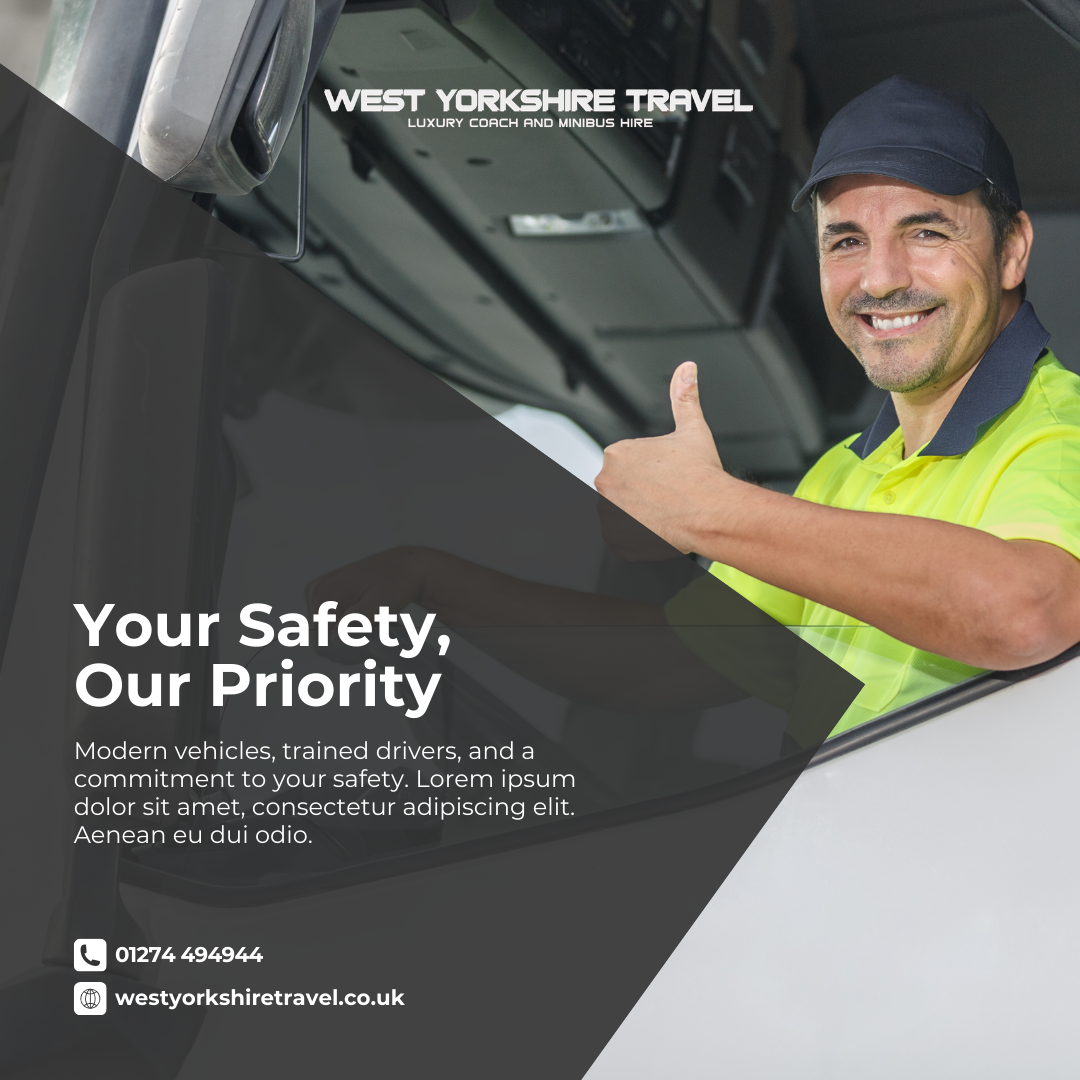 WEST YORKSHIRE TRAVEL
LUXURY COACH AND MINIBUS HIRE
Your Safety,
Our Priority
Modern vehicles, trained drivers, and a
commitment to your safety. Lorem ipsum
dolor sit amet, consectetur adipiscing elit.
Aenean eu dui odio.
01274 494944
westyorkshiretravel.co.uk